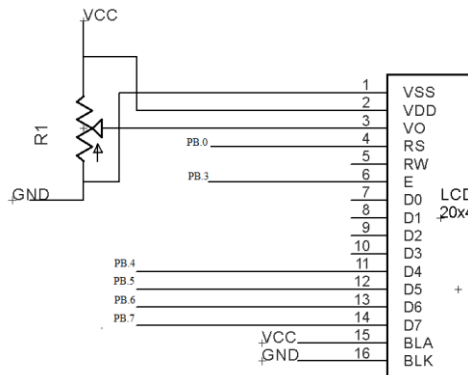 VCC
1 VSS
2 VDD
3 VO
R1
PB.0 4 RS
5 RW
PB.3 6 E
GND
7 D0
LCD
8 D1
20x4
9 D2
10 D3
PB.4 11 D4
PB.5 12 D5
PB.6 13 D6
PB.7 14 D7
VCC 15 BLA
GND 16 BLK